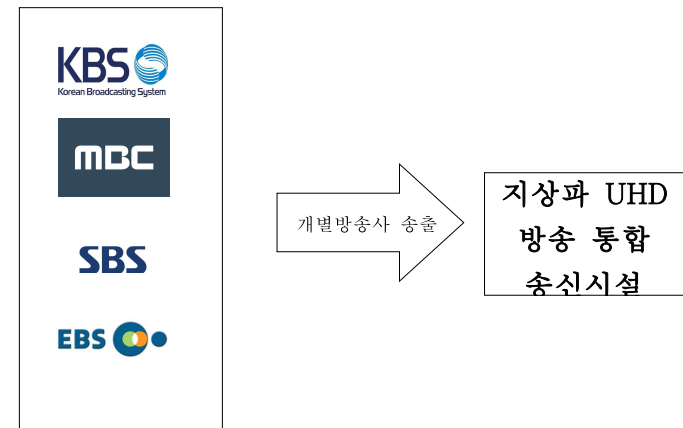 KBS
Korean Broadcasting System
MBC
SBS
EBS
개별방송사 송출
지상파 UHD
방송 통합
송신시설